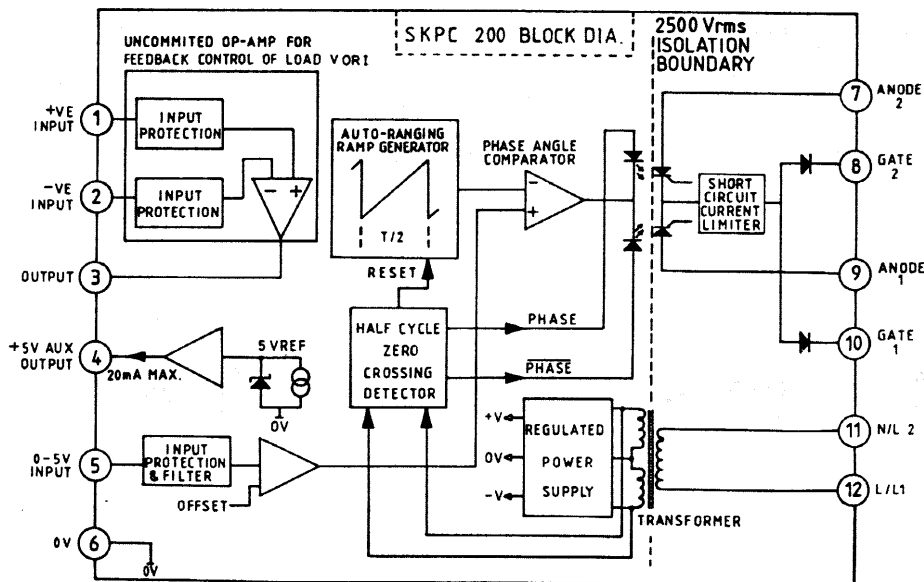 SKPC 200 BLOCK DIA.
2500 Vrms
ISOLATION
BOUNDARY
UNCOMMITED OP-AMP FOR
FEEDBACK CONTROL OF LOAD V OR I
+VE
INPUT
1
INPUT
PROTECTION
-VE
INPUT
2
INPUT
PROTECTION
- +
OUTPUT
3
AUTO-RANGING
RAMP GENERATOR
T/2
RESET
PHASE ANGLE
COMPARATOR
-
+
SHORT
CIRCUIT
CURRENT
LIMITER
7
ANODE
2
8
GATE
2
9
ANODE
1
10
GATE
1
HALF CYCLE
ZERO
CROSSING
DETECTOR
PHASE
PHASE
+5V AUX
OUTPUT
4
20mA MAX.
5 VREF
0V
0-5V
INPUT
5
INPUT
PROTECTION
& FILTER
OFFSET
0V
6
0V
+V
0V
-V
REGULATED
POWER
SUPPLY
TRANSFORMER
11
N/L 2
12
L/L1